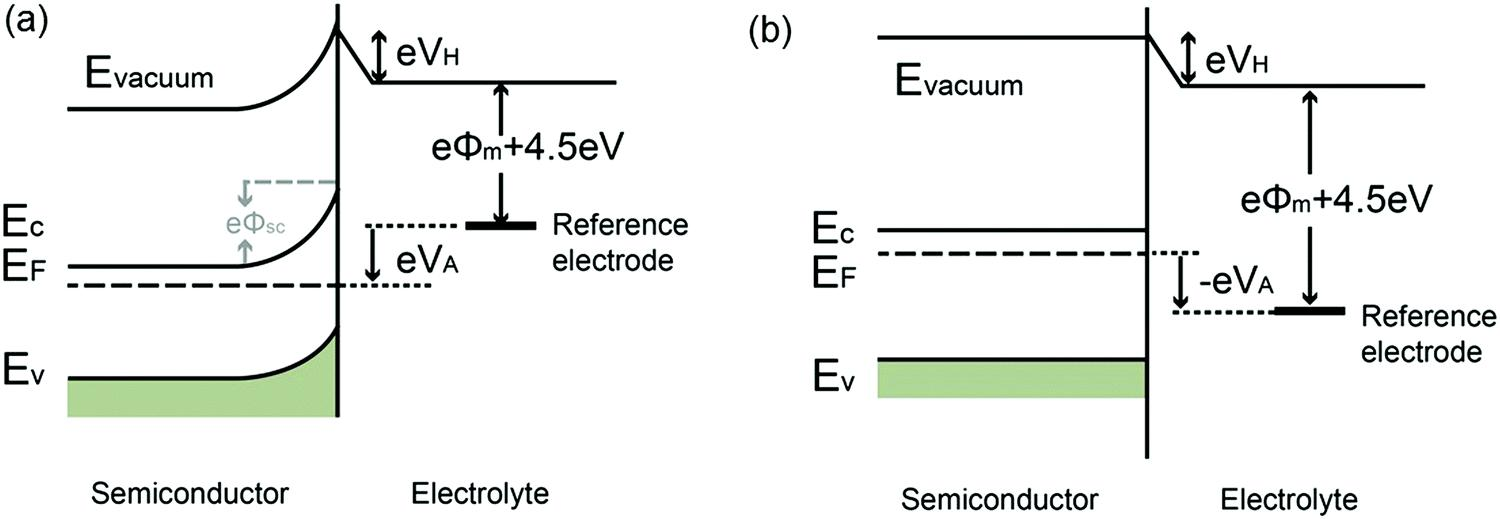 (a)
eVH
Evacuum
eΦm+4.5eV
eΦsc
Ec
EF
Reference
electrode
eVA
Ev
Semiconductor
Electrolyte
(b)
eVH
Evacuum
eΦm+4.5eV
Ec
EF
-eVA
Reference
electrode
Ev
Semiconductor
Electrolyte